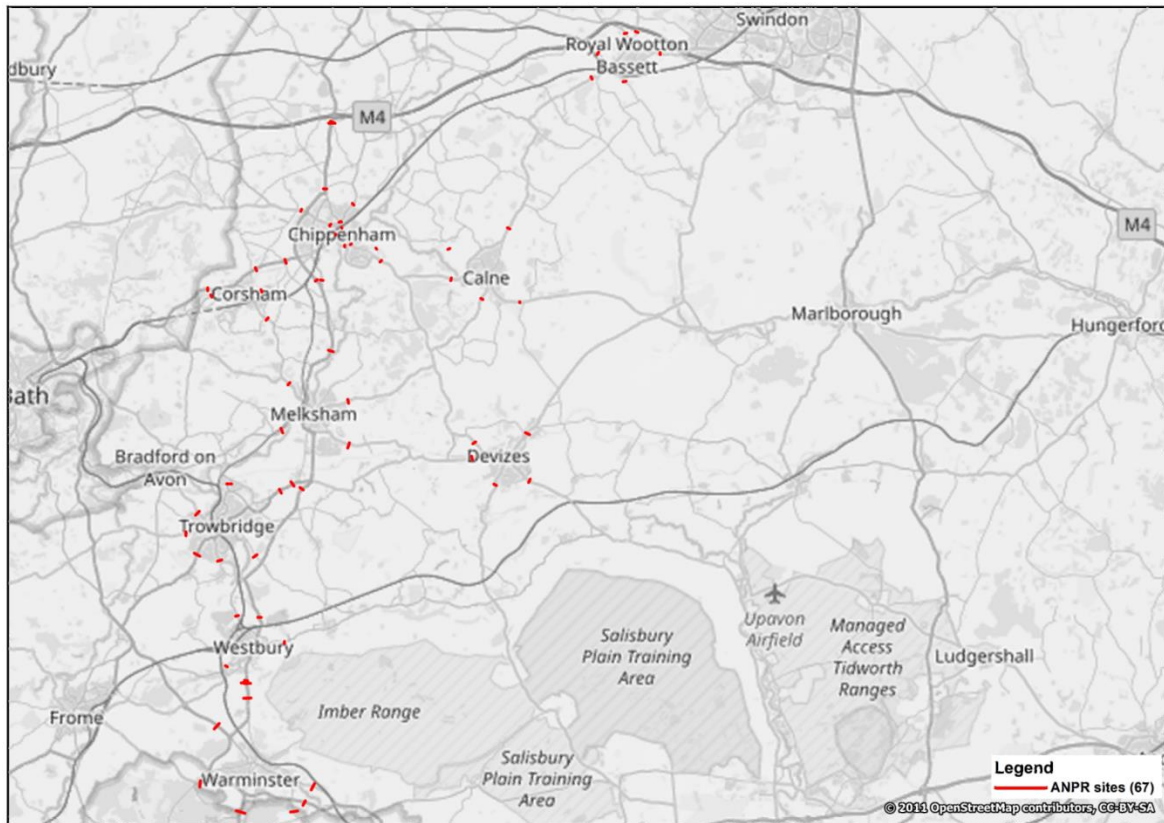 Swindon
Royal Wootton
Bassett
dbury
M4
M4
Chippenham
Calne
Corsham
Marlborough
Hungerford
Bath
Melksham
Bradford on
Avon
Devizes
Trowbridge
Upavon
Airfield
Managed
Access
Tidworth
Ranges
Salisbury
Plain Training
Area
Westbury
Ludgershall
Imber Range
Frome
Salisbury
Plain Training
Area
Warminster
Legend
ANPR sites (67)
© 2011 OpenStreetMap contributors, CC-BY-SA